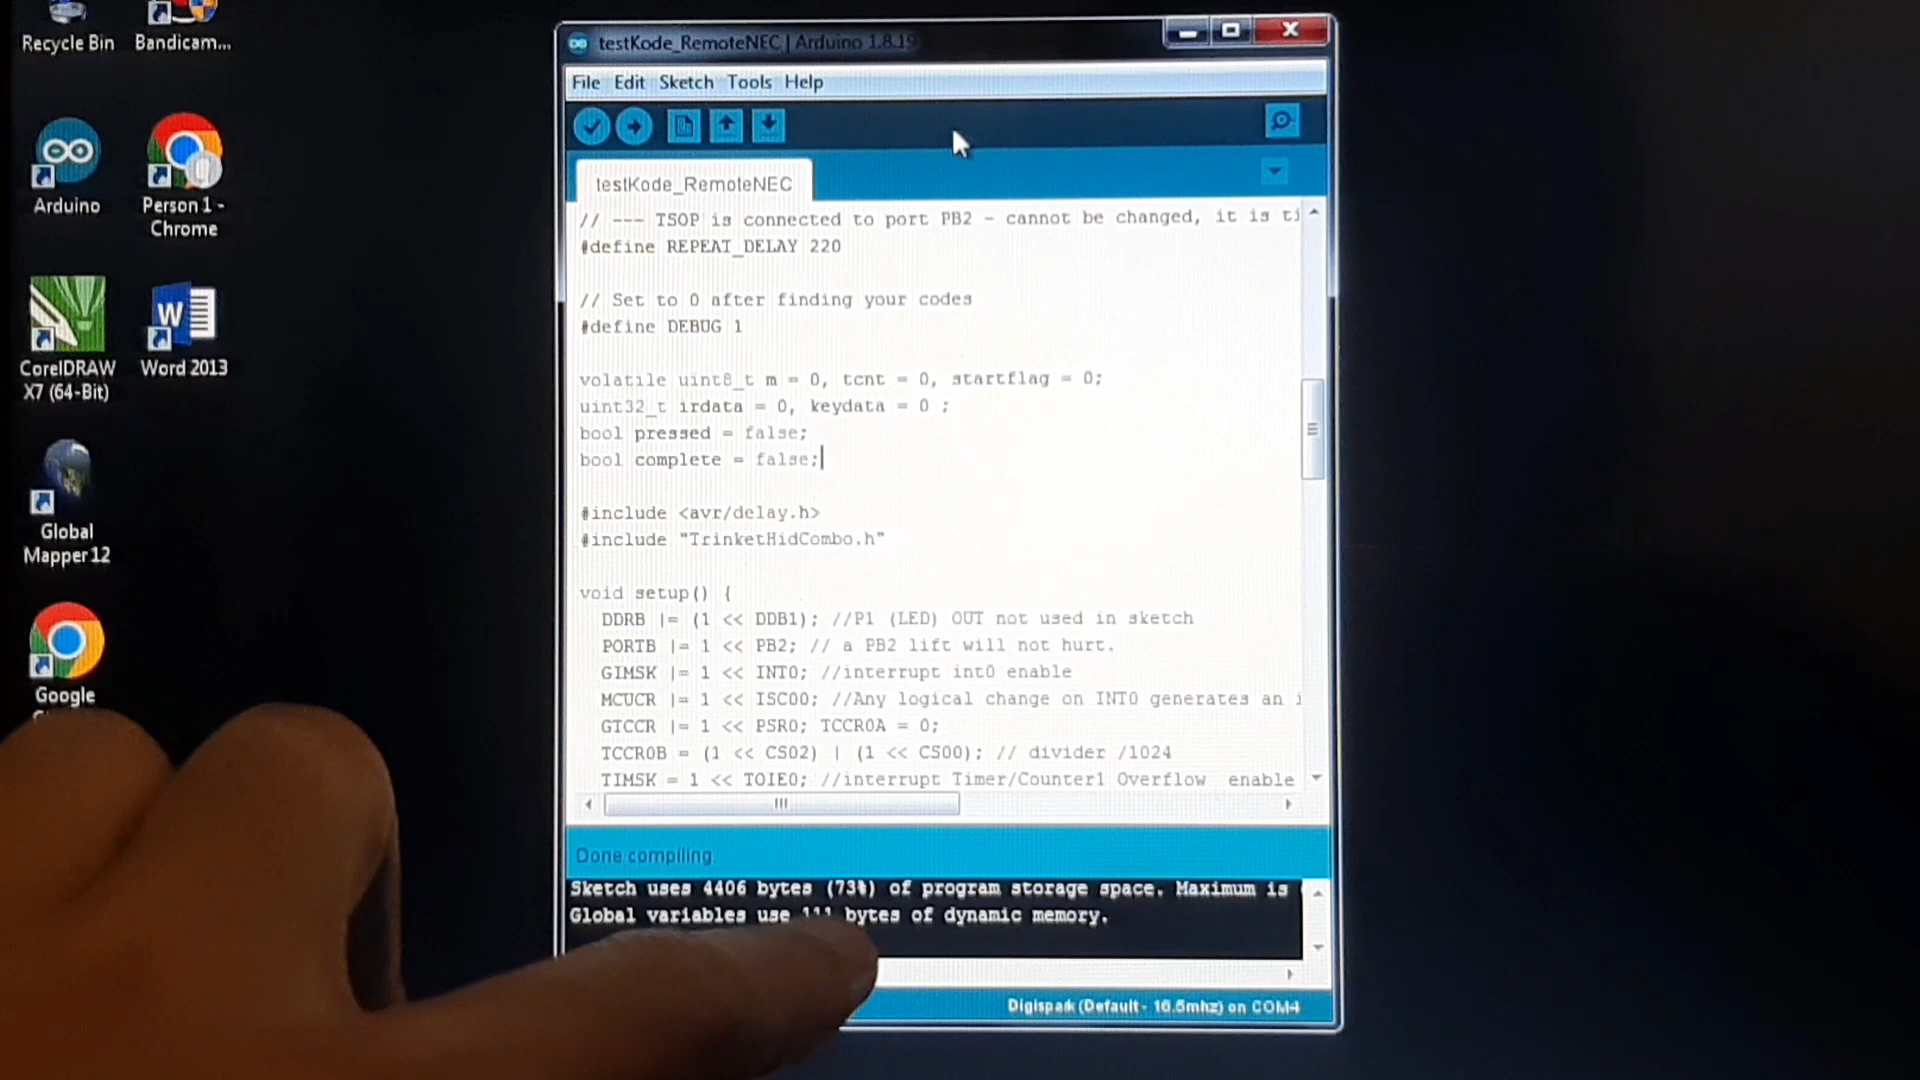 Recycle Bin
Bandicam...
Arduino
Person 1 -
Chrome
CorelDRAW
X7 (64-Bit)
Word 2013
Global
Mapper 12
Google
testKode_RemoteNEC | Arduino 1.8.19
File Edit Sketch Tools Help
testKode_RemoteNEC
// --- TSOP is connected to port PB2 - cannot be changed, it is ti
#define REPEAT_DELAY 220
// Set to 0 after finding your codes
#define DEBUG 1
volatile uint8_t m = 0, tcnt = 0, startflag = 0;
uint32_t irdata = 0, keydata = 0 ;
bool pressed = false;
bool complete = false;
#include <avr/delay.h>
#include "TrinketHidCombo.h"
void setup() {
DDRB |= (1 << DDB1); //P1 (LED) OUT not used in sketch
PORTB |= 1 << PB2; // a PB2 lift will not hurt.
GIMSK |= 1 << INT0; //interrupt int0 enable
MCUCR |= 1 << ISC00; //Any logical change on INT0 generates an i
GTCCR |= 1 << PSR0; TCCR0A = 0;
TCCR0B = (1 << CS02) | (1 << CS00); // divider /1024
TIMSK = 1 << TOIE0; //interrupt Timer/Counter1 Overflow enable
Done compiling.
Sketch uses 4406 bytes (73%) of program storage space. Maximum is
Global variables use 111 bytes of dynamic memory.
Digispark (Default - 16.5mhz) on COM4